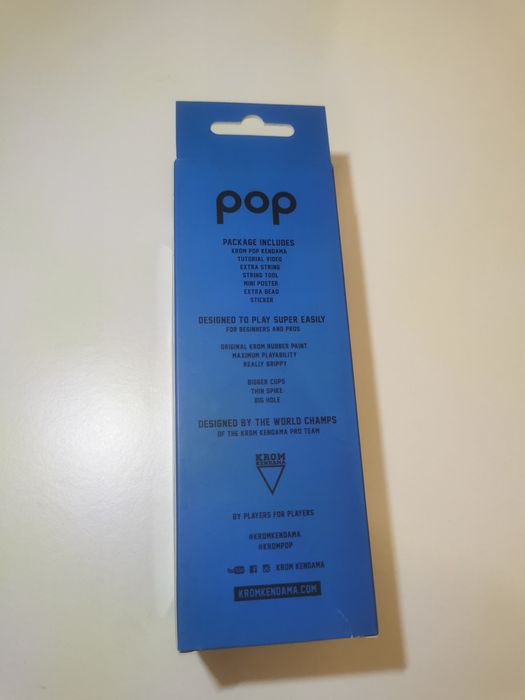 pop
PACKAGE INCLUDES
KROM POP KENDAMA
TUTORIAL VIDEO
EXTRA STRING
STRING TOOL
MINI POSTER
EXTRA BEAD
STICKER
DESIGNED TO PLAY SUPER EASILY
FOR BEGINNERS AND PROS
ORIGINAL KROM RUBBER PAINT
MAXIMUM PLAYABILITY
REALLY GRIPPY
BIGGER CUPS
THIN SPIKE
BIG HOLE
DESIGNED BY THE WORLD CHAMPS
OF THE KROM KENDAMA PRO TEAM
KROM
KENDAMA
BY PLAYERS FOR PLAYERS
#KROMKENDAMA
#KROMPOP
YouTube KROM KENDAMA
KROMKENDAMA.COM